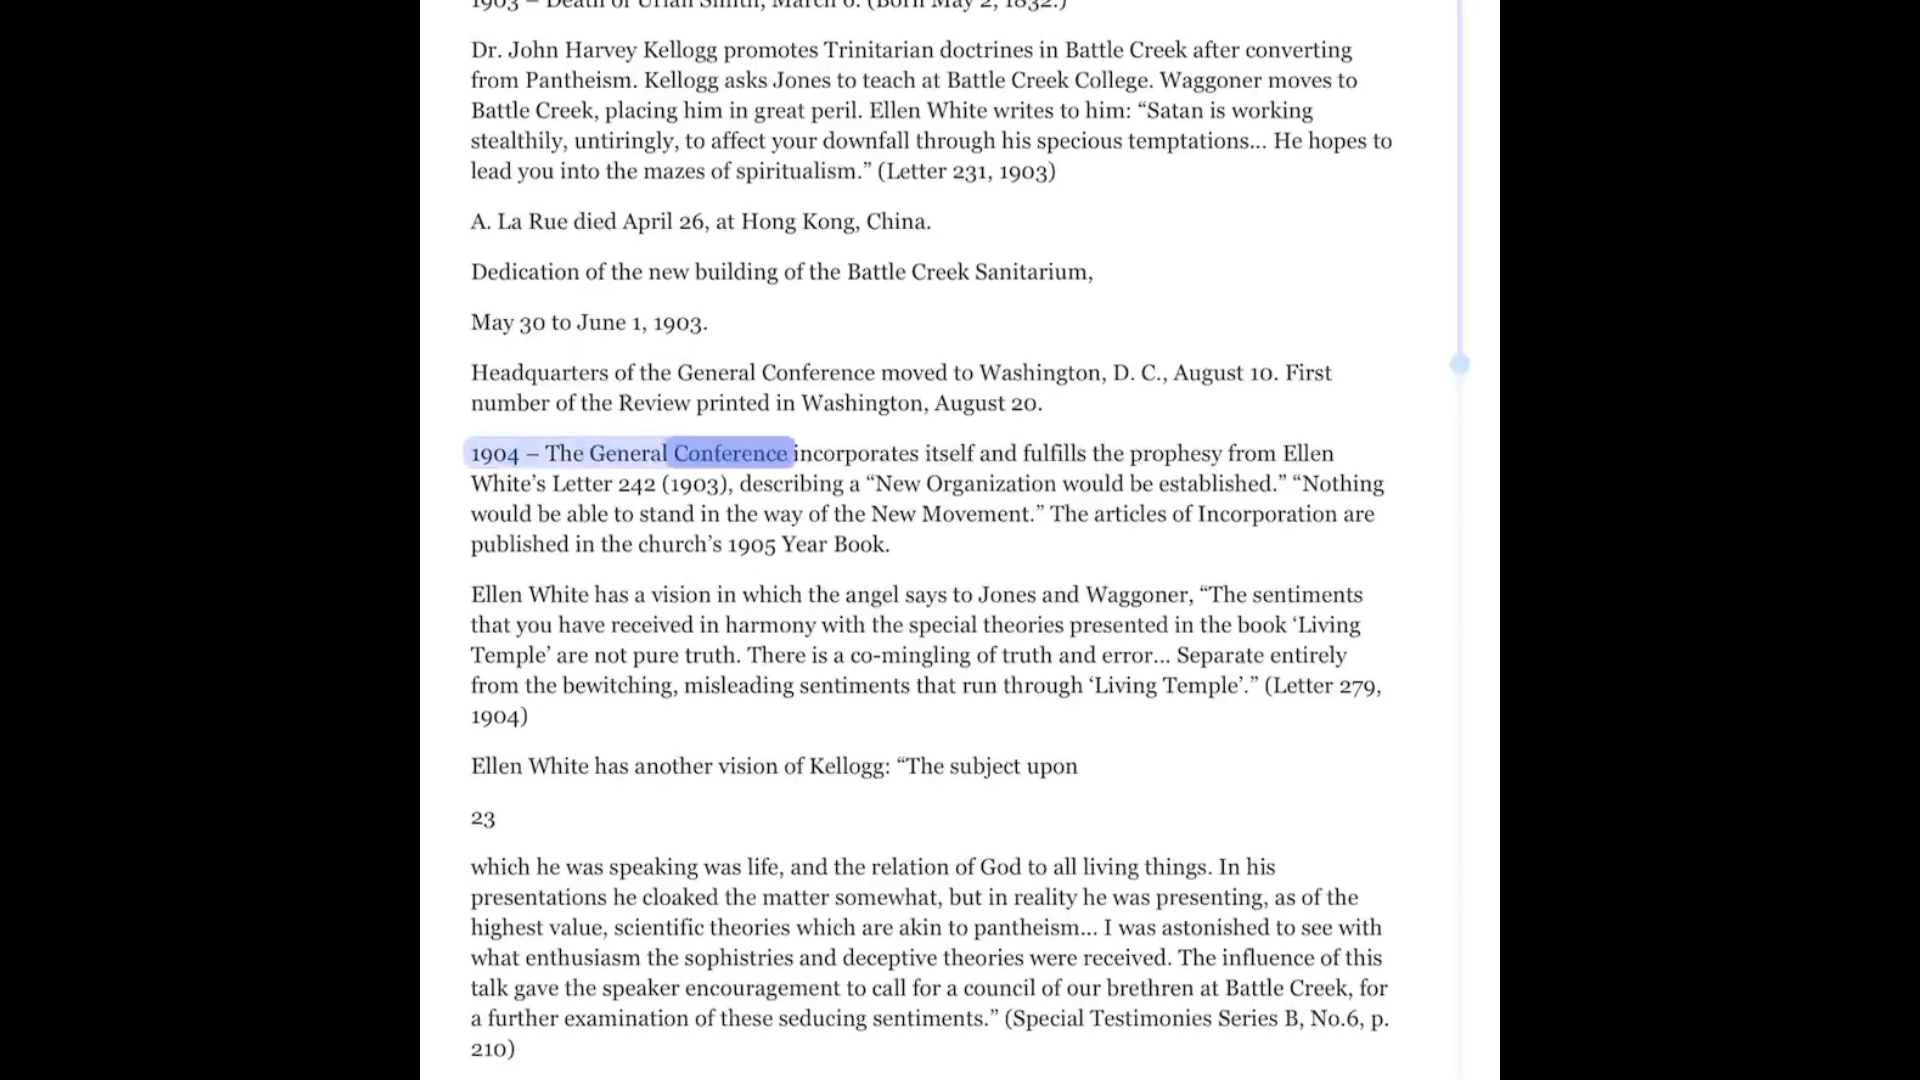 1903 – Death of Uriah Smith, March 6. (Born May 2, 1832.)
Dr. John Harvey Kellogg promotes Trinitarian doctrines in Battle Creek after converting
from Pantheism. Kellogg asks Jones to teach at Battle Creek College. Waggoner moves to
Battle Creek, placing him in great peril. Ellen White writes to him: “Satan is working
stealthily, untiringly, to affect your downfall through his specious temptations... He hopes to
lead you into the mazes of spiritualism.” (Letter 231, 1903)
A. La Rue died April 26, at Hong Kong, China.
Dedication of the new building of the Battle Creek Sanitarium,
May 30 to June 1, 1903.
Headquarters of the General Conference moved to Washington, D. C., August 10. First
number of the Review printed in Washington, August 20.
1904 – The General Conference incorporates itself and fulfills the prophesy from Ellen
White’s Letter 242 (1903), describing a “New Organization would be established.” “Nothing
would be able to stand in the way of the New Movement.” The articles of Incorporation are
published in the church’s 1905 Year Book.
Ellen White has a vision in which the angel says to Jones and Waggoner, “The sentiments
that you have received in harmony with the special theories presented in the book ‘Living
Temple’ are not pure truth. There is a co-mingling of truth and error... Separate entirely
from the bewitching, misleading sentiments that run through ‘Living Temple’.” (Letter 279,
1904)
Ellen White has another vision of Kellogg: “The subject upon
23
which he was speaking was life, and the relation of God to all living things. In his
presentations he cloaked the matter somewhat, but in reality he was presenting, as of the
highest value, scientific theories which are akin to pantheism... I was astonished to see with
what enthusiasm the sophistries and deceptive theories were received. The influence of this
talk gave the speaker encouragement to call for a council of our brethren at Battle Creek, for
a further examination of these seducing sentiments.” (Special Testimonies Series B, No.6, p.
210)